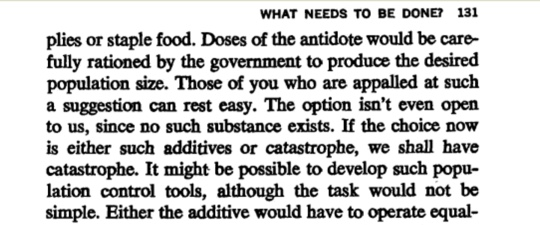 WHAT NEEDS TO BE DONE? 131
plies or staple food. Doses of the antidote would be care-
fully rationed by the government to produce the desired
population size. Those of you who are appalled at such
a suggestion can rest easy. The option isn't even open
to us, since no such substance exists. If the choice now
is either such additives or catastrophe, we shall have
catastrophe. It might be possible to develop such popu-
lation control tools, although the task would not be
simple. Either the additive would have to operate equal-